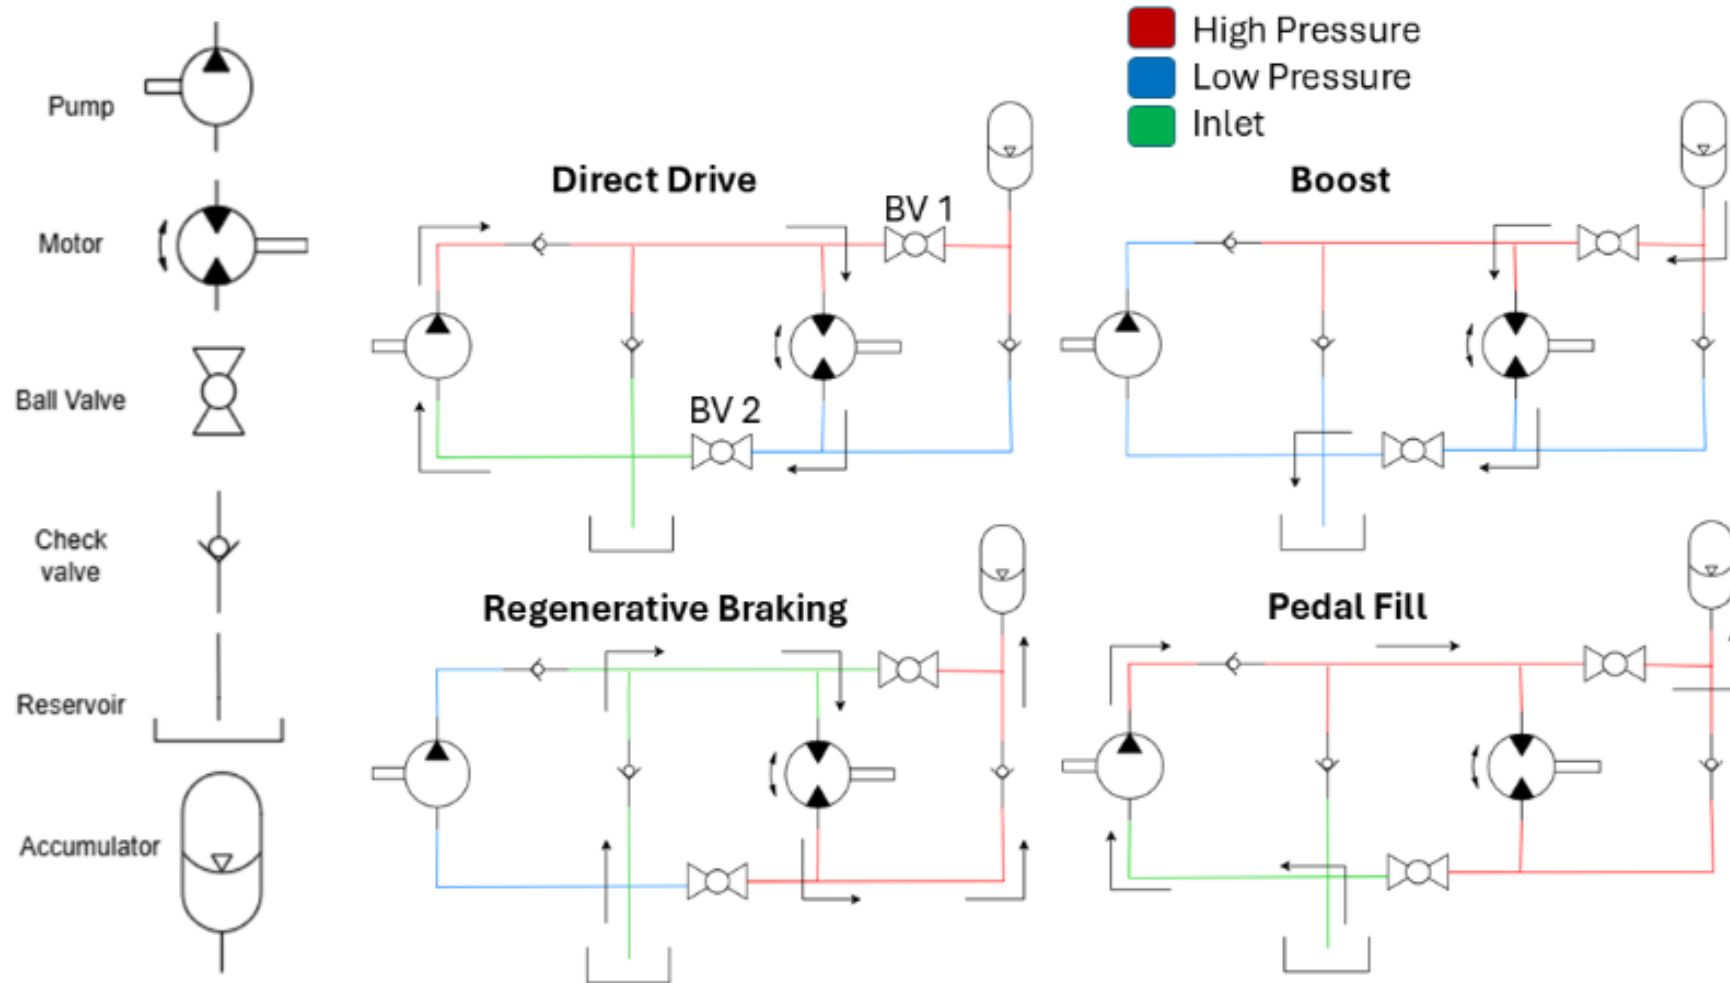 High Pressure
Low Pressure
Inlet
Pump
Motor
Ball Valve
Check
valve
Reservoir
Accumulator
Direct Drive
BV 1
BV 2
Boost
Regenerative Braking
Pedal Fill